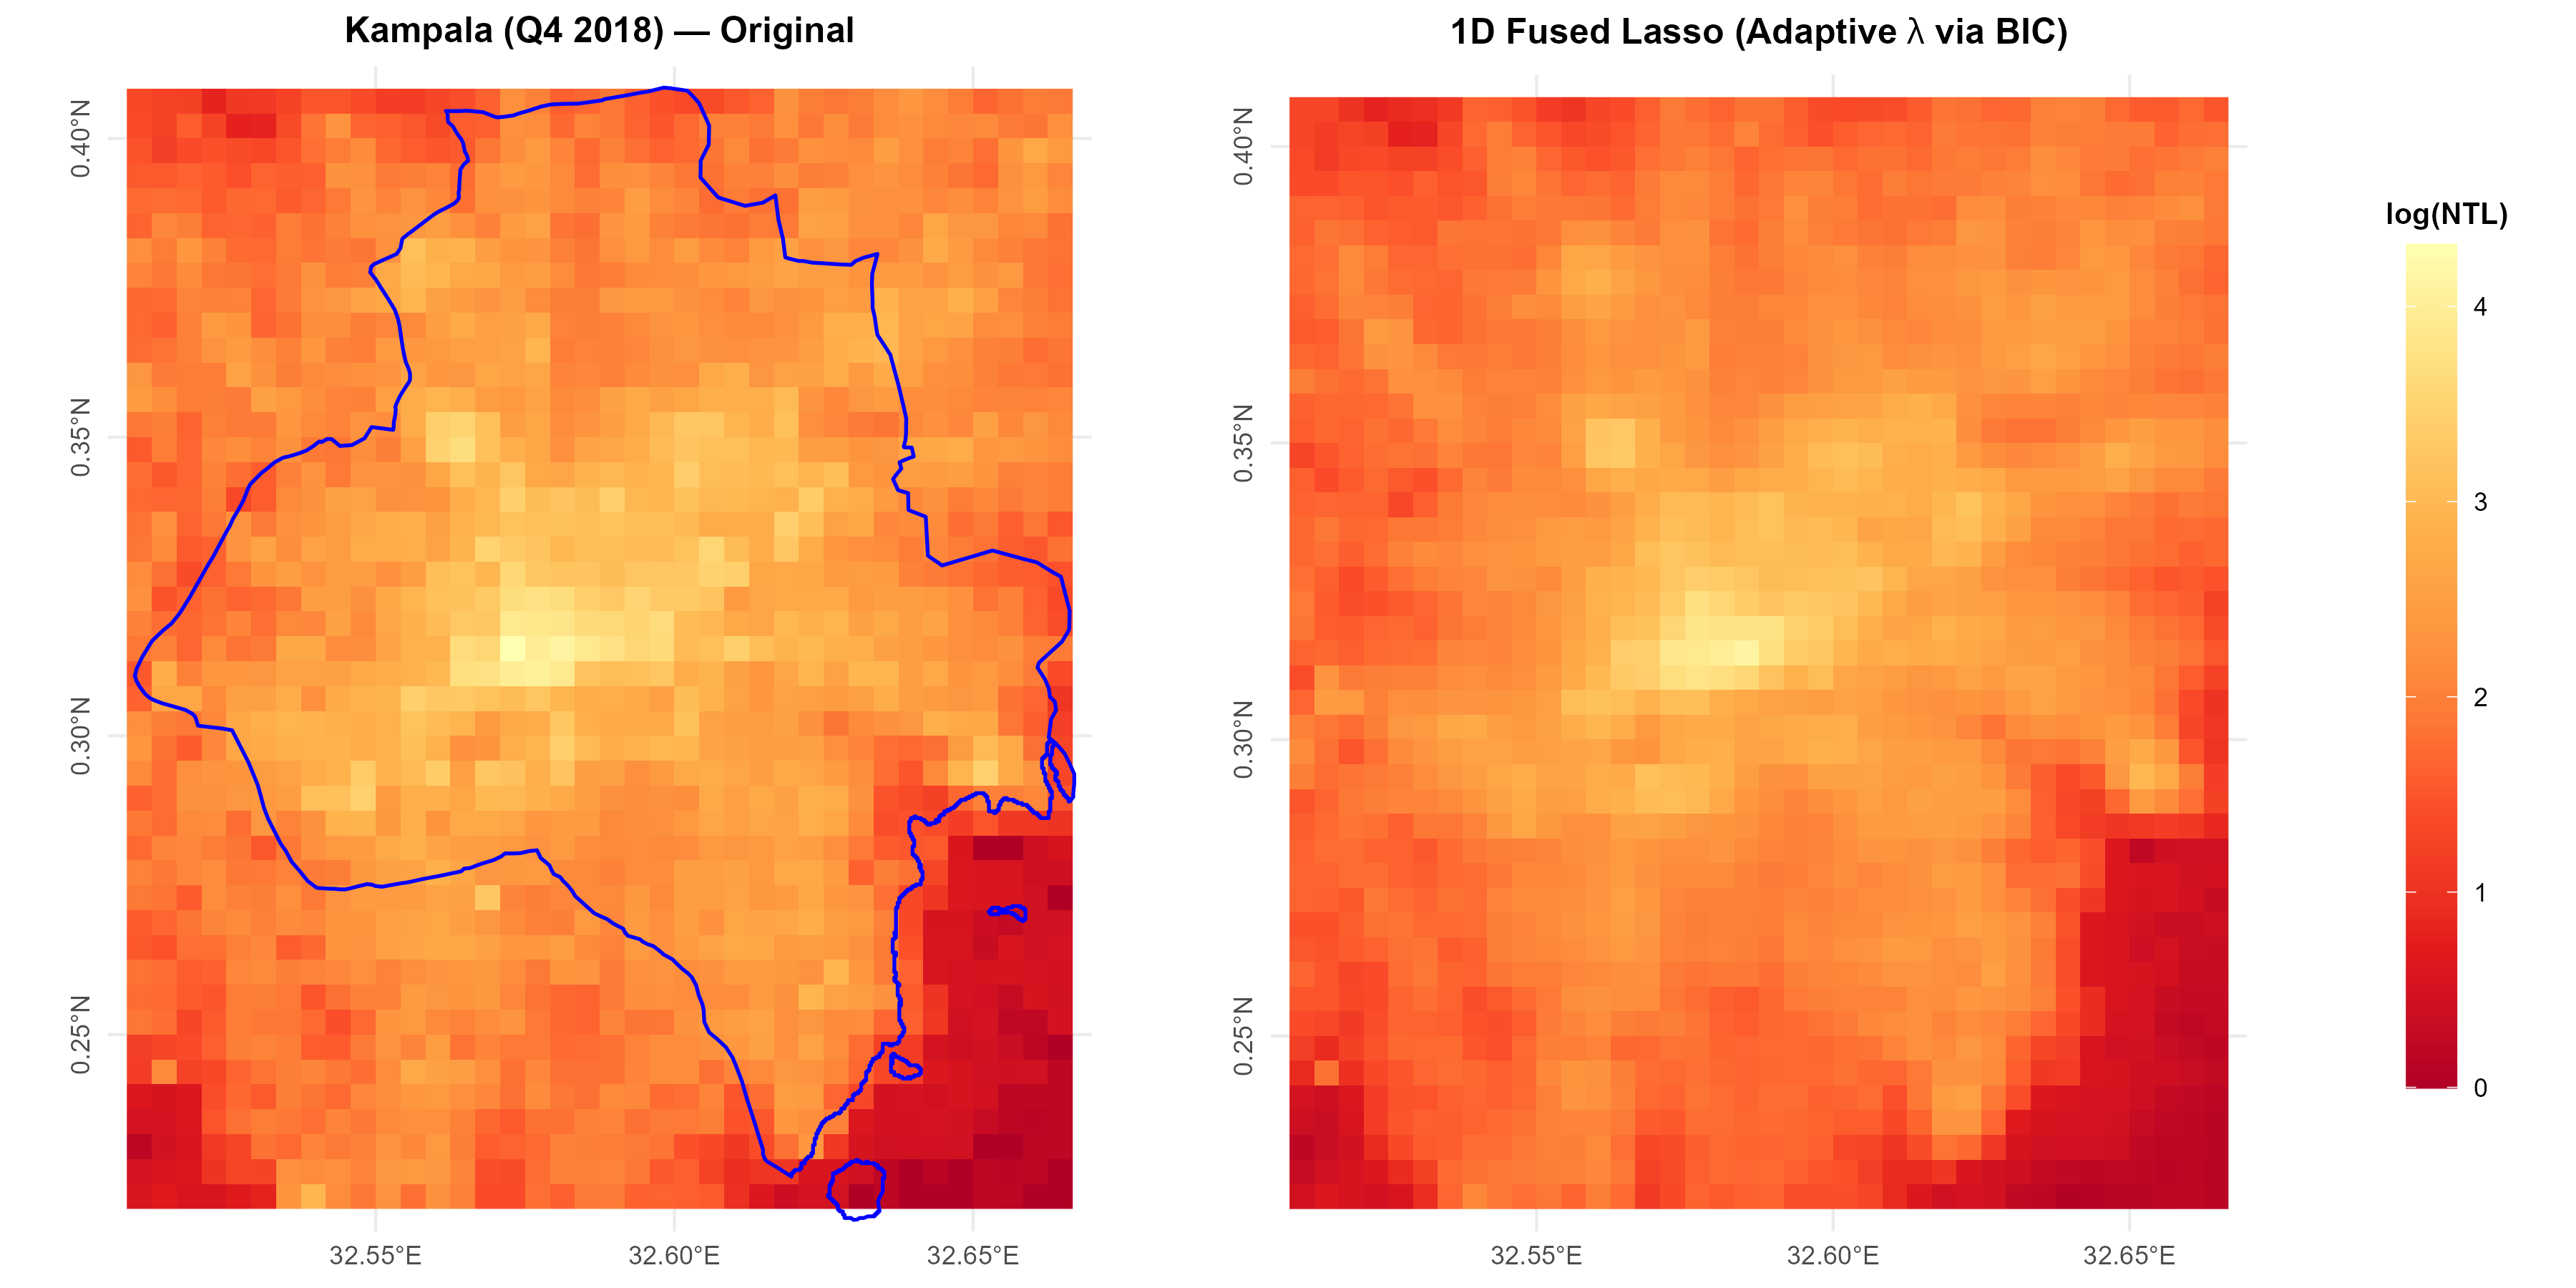 Kampala (Q4 2018) — Original
1D Fused Lasso (Adaptive λ via BIC)
0.40°N
0.35°N
0.30°N
0.25°N
32.55°E
32.60°E
32.65°E
0.40°N
0.35°N
0.30°N
0.25°N
32.55°E
32.60°E
32.65°E
log(NTL)
4
3
2
1
0